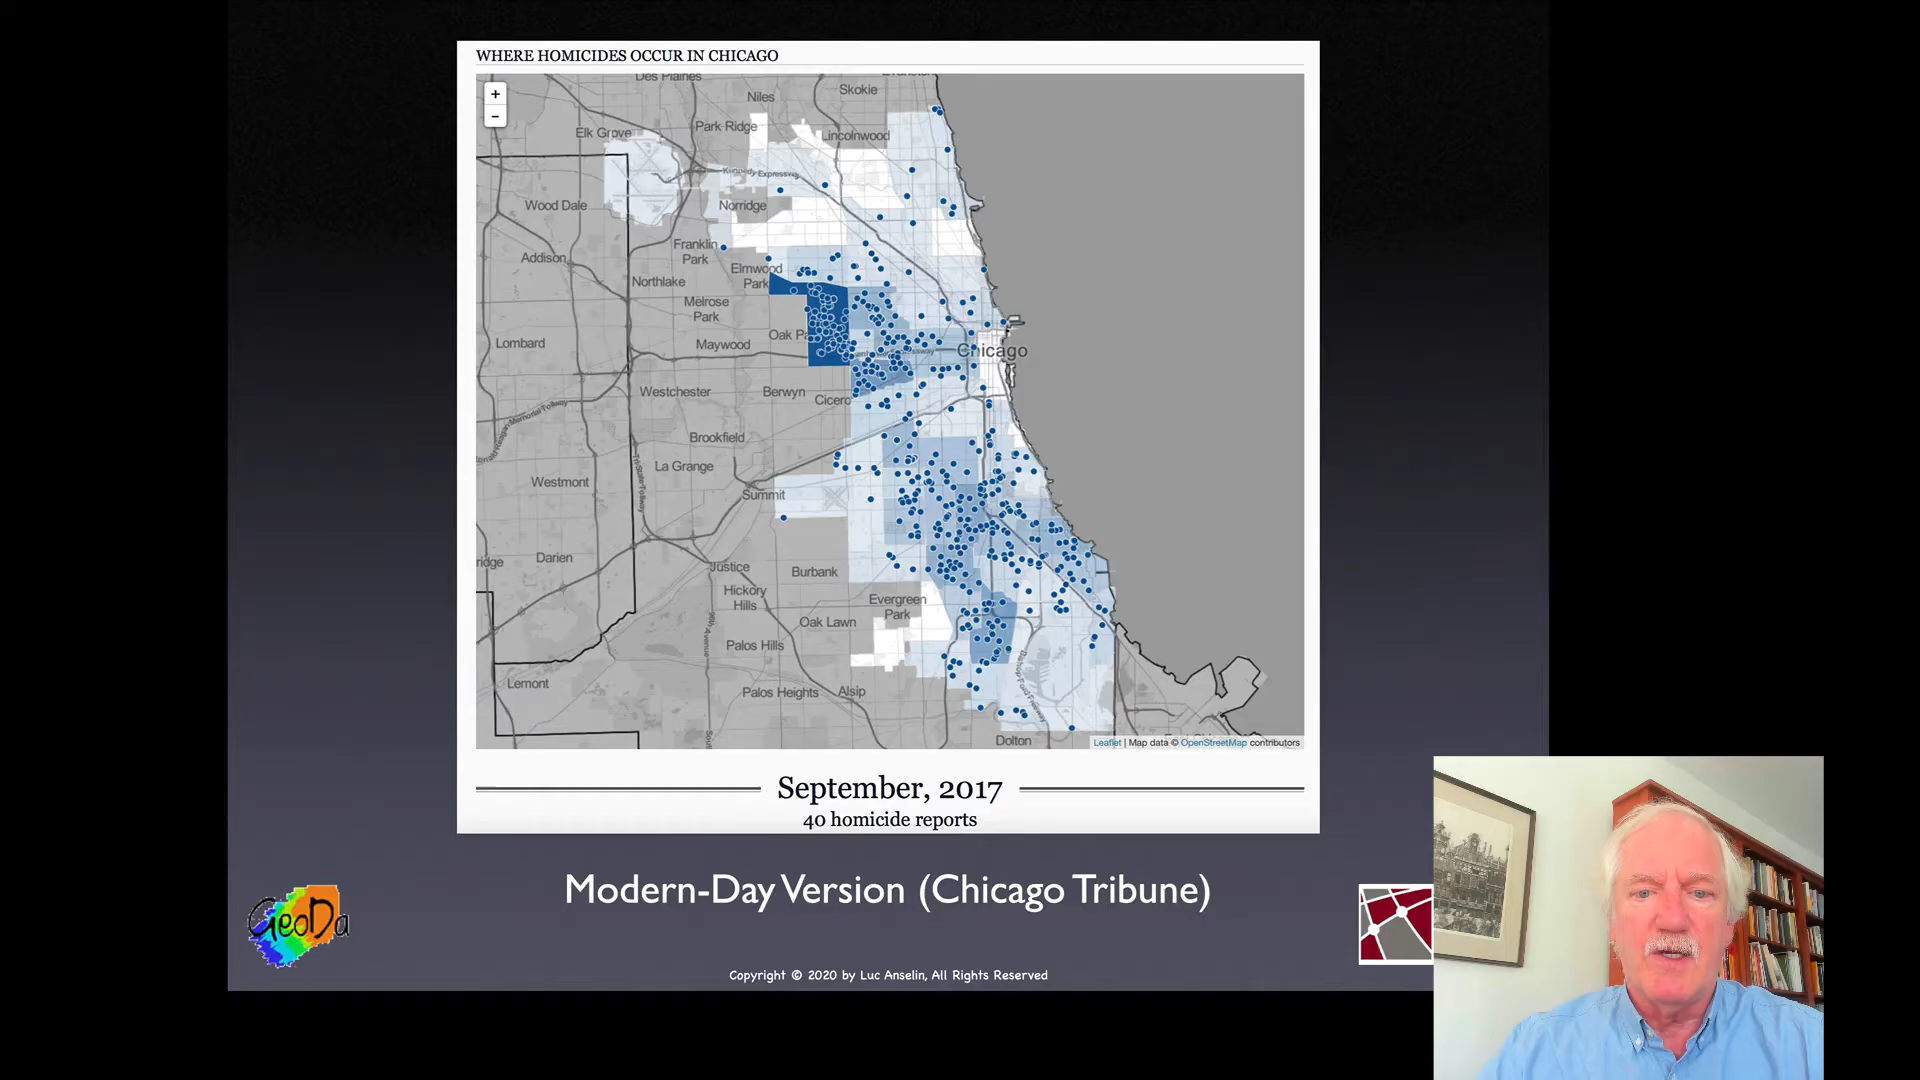 WHERE HOMICIDES OCCUR IN CHICAGO
+
−
Des Plaines
Niles
Skokie
Elk Grove
Park Ridge
Lincolnwood
Kennedy Expressway
Wood Dale
Norridge
Franklin
Park
Addison
Elmwood
Park
Northlake
Melrose
Park
Oak Pa
Lombard
Maywood
Chicago
Westchester
Berwyn
Cicero
Brookfield
La Grange
Westmont
Summit
Darien
ridge
Justice
Burbank
Hickory
Hills
Evergreen
Park
Oak Lawn
Palos Hills
Lemont
Palos Heights
Alsip
Dolton
Leaflet | Map data © OpenStreetMap contributors
September, 2017
40 homicide reports
Modern-Day Version (Chicago Tribune)
GeoDa
Copyright © 2020 by Luc Anselin, All Rights Reserved